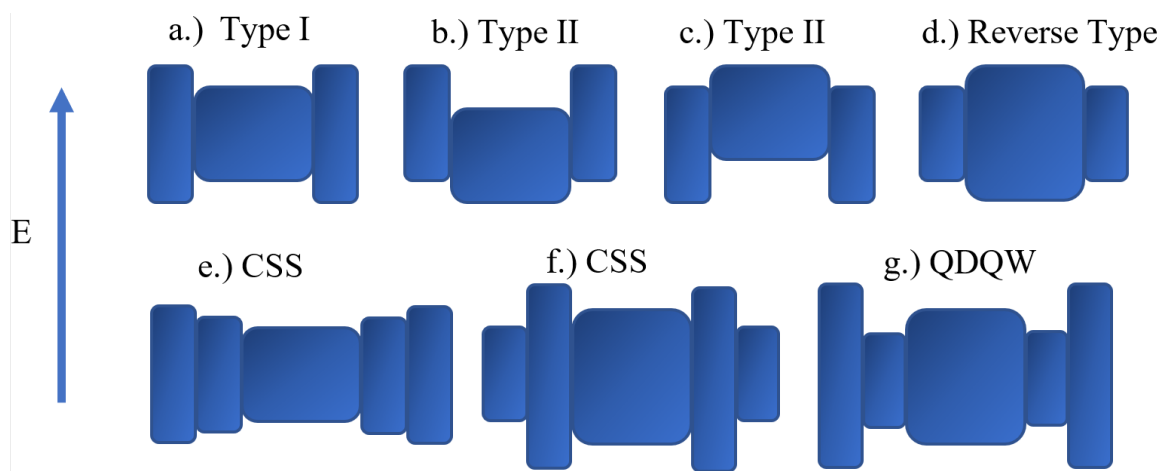 a.) Type I
b.) Type II
c.) Type II
d.) Reverse Type
E
e.) CSS
f.) CSS
g.) QDQW